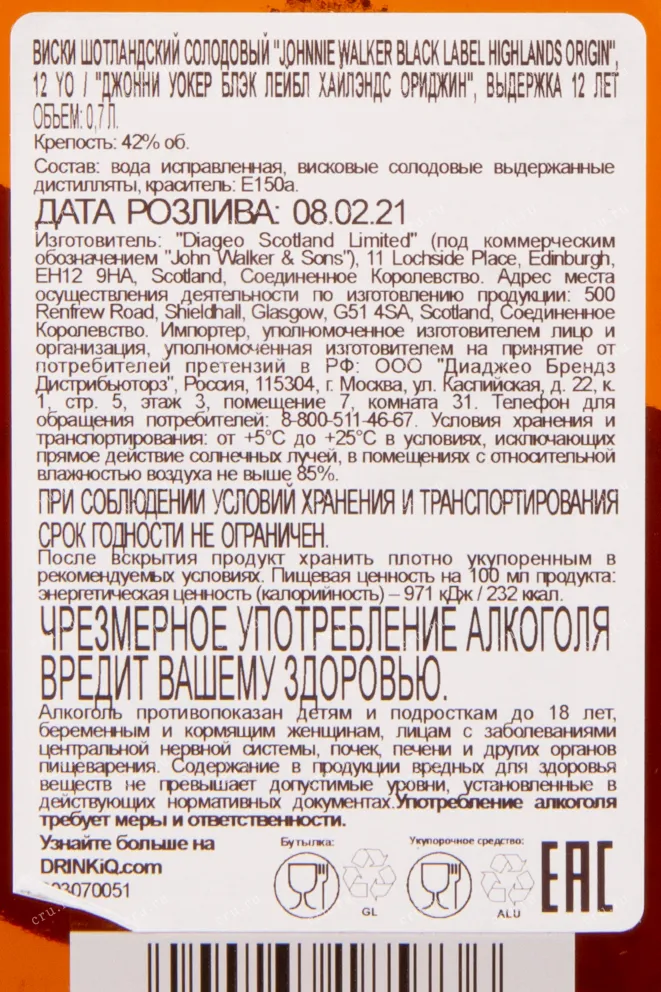 ВИСКИ ШОТЛАНДСКИЙ СОЛОДОВЫЙ "JOHNNIE WALKER BLACK LABEL HIGHLANDS ORIGIN",
12 YO / "ДЖОННИ УОКЕР БЛЭК ЛЕЙБЛ ХАЙЛЭНДС ОРИДЖИН", ВЫДЕРЖКА 12 ЛЕТ
ОБЪЕМ: 0,7 Л.
Крепость: 42% об.
Состав: вода исправленная, висковые солодовые выдержанные
дистилляты, краситель: Е150а.
ДАТА РОЗЛИВА: 08.02.21
Изготовитель: "Diageo Scotland Limited" (под коммерческим
обозначением "John Walker & Sons"), 11 Lochside Place, Edinburgh,
EH12 9HA, Scotland, Соединенное Королевство. Адрес места
осуществления деятельности по изготовлению продукции: 500
Renfrew Road, Shieldhall, Glasgow, G51 4SA, Scotland, Соединенное
Королевство. Импортер, уполномоченное изготовителем лицо и
организация, уполномоченная изготовителем на принятие от
потребителей претензий в РФ: ООО "Диаджео Брендз
Дистрибьюторз", Россия, 115304, г. Москва, ул. Каспийская, д. 22, к.
1, стр. 5, этаж 3, помещение 7, комната 31. Телефон для
обращения потребителей: 8-800-511-46-67. Условия хранения и
транспортирования: от +5°С до +25°С в условиях, исключающих
прямое действие солнечных лучей, в помещениях с относительной
влажностью воздуха не выше 85%.
ПРИ СОБЛЮДЕНИИ УСЛОВИЙ ХРАНЕНИЯ И ТРАНСПОРТИРОВАНИЯ
СРОК ГОДНОСТИ НЕ ОГРАНИЧЕН.
После вскрытия продукт хранить плотно укупоренным в
рекомендуемых условиях. Пищевая ценность на 100 мл продукта:
энергетическая ценность (калорийность) – 971 кДж / 232 ккал.
ЧРЕЗМЕРНОЕ УПОТРЕБЛЕНИЕ АЛКОГОЛЯ
ВРЕДИТ ВАШЕМУ ЗДОРОВЬЮ.
Алкоголь противопоказан детям и подросткам до 18 лет,
беременным и кормящим женщинам, лицам с заболеваниями
центральной нервной системы, почек, печени и других органов
пищеварения. Содержание в продукции вредных для здоровья
веществ не превышает допустимые уровни, установленные в
действующих нормативных документах.Употребление алкоголя
требует меры и ответственности.
Узнайте больше на
DRINKiQ.com
Бутылка:
Укупорочное средство:
GL
ALU
EAC